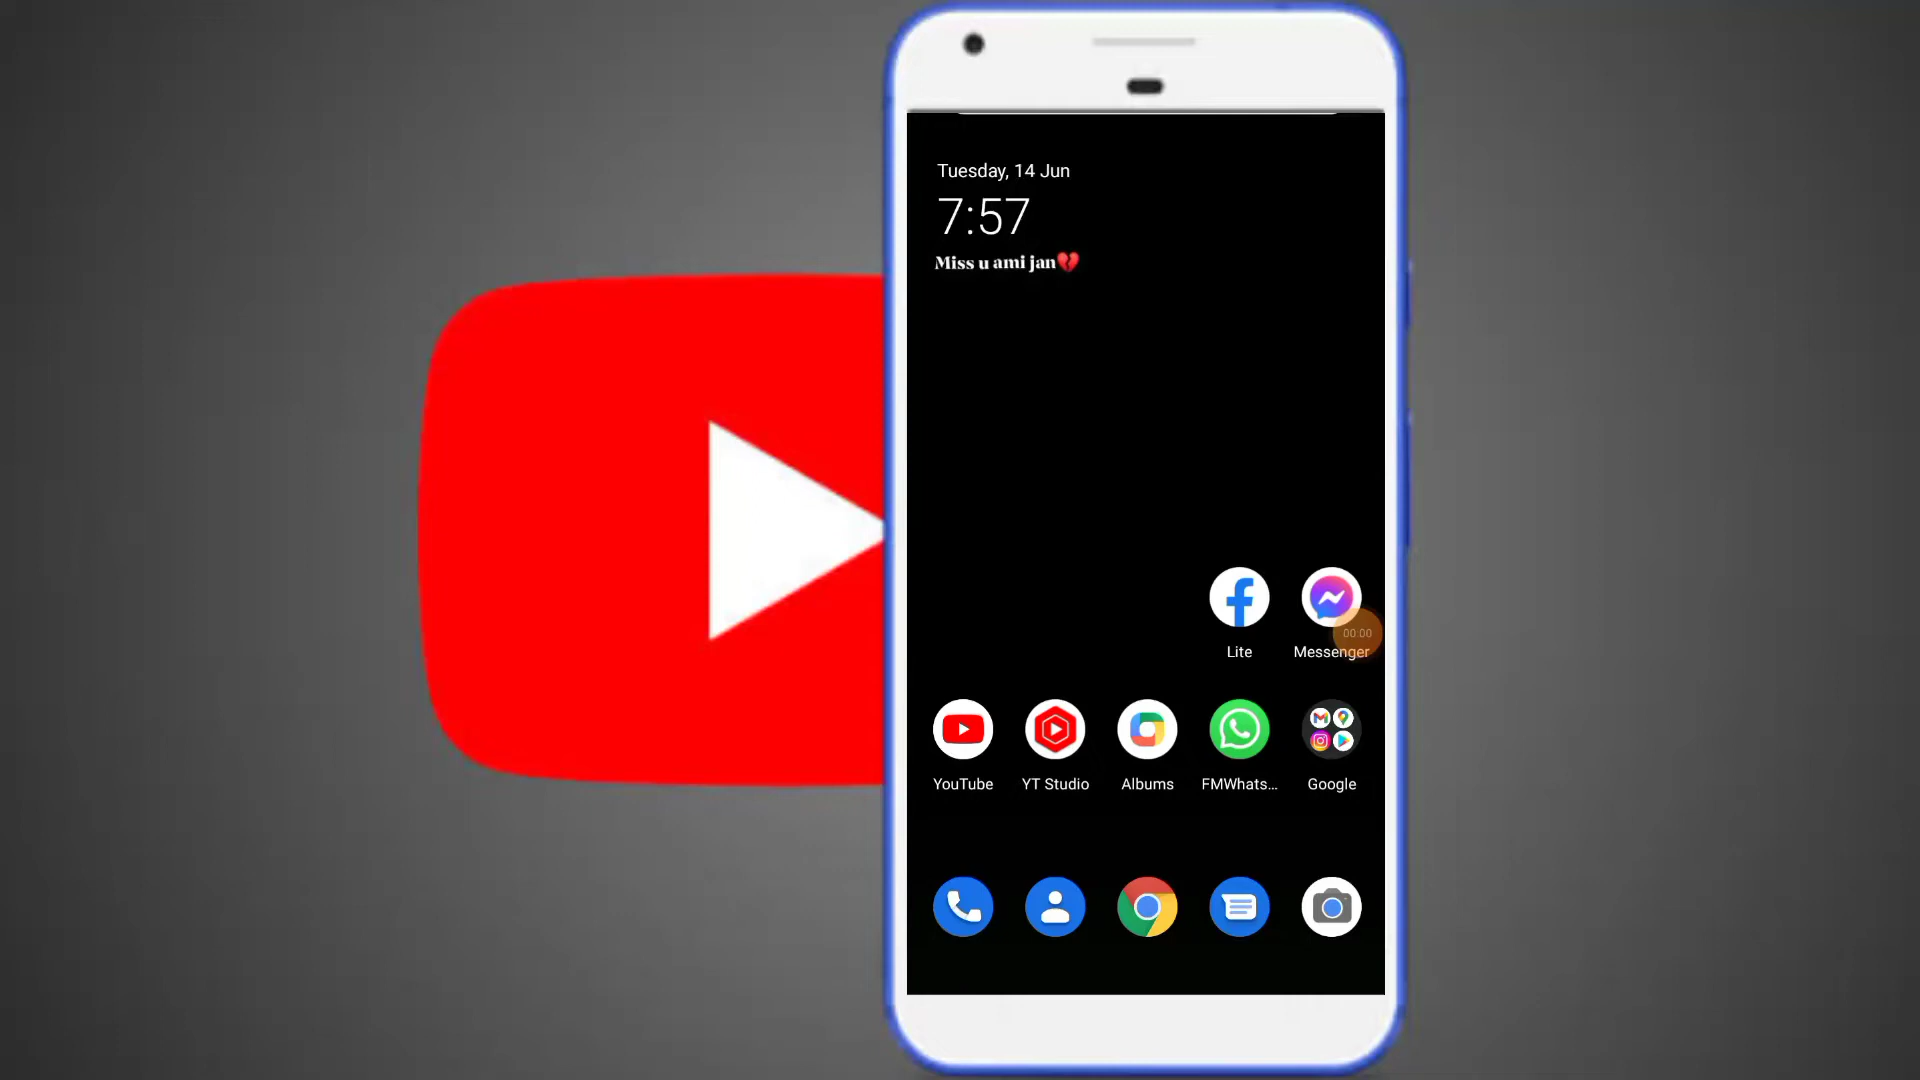 Tuesday, 14 Jun
7:57
Miss u ami jan💔
Lite
Messenger
00:00
YouTube
YT Studio
Albums
FMWhats...
Google